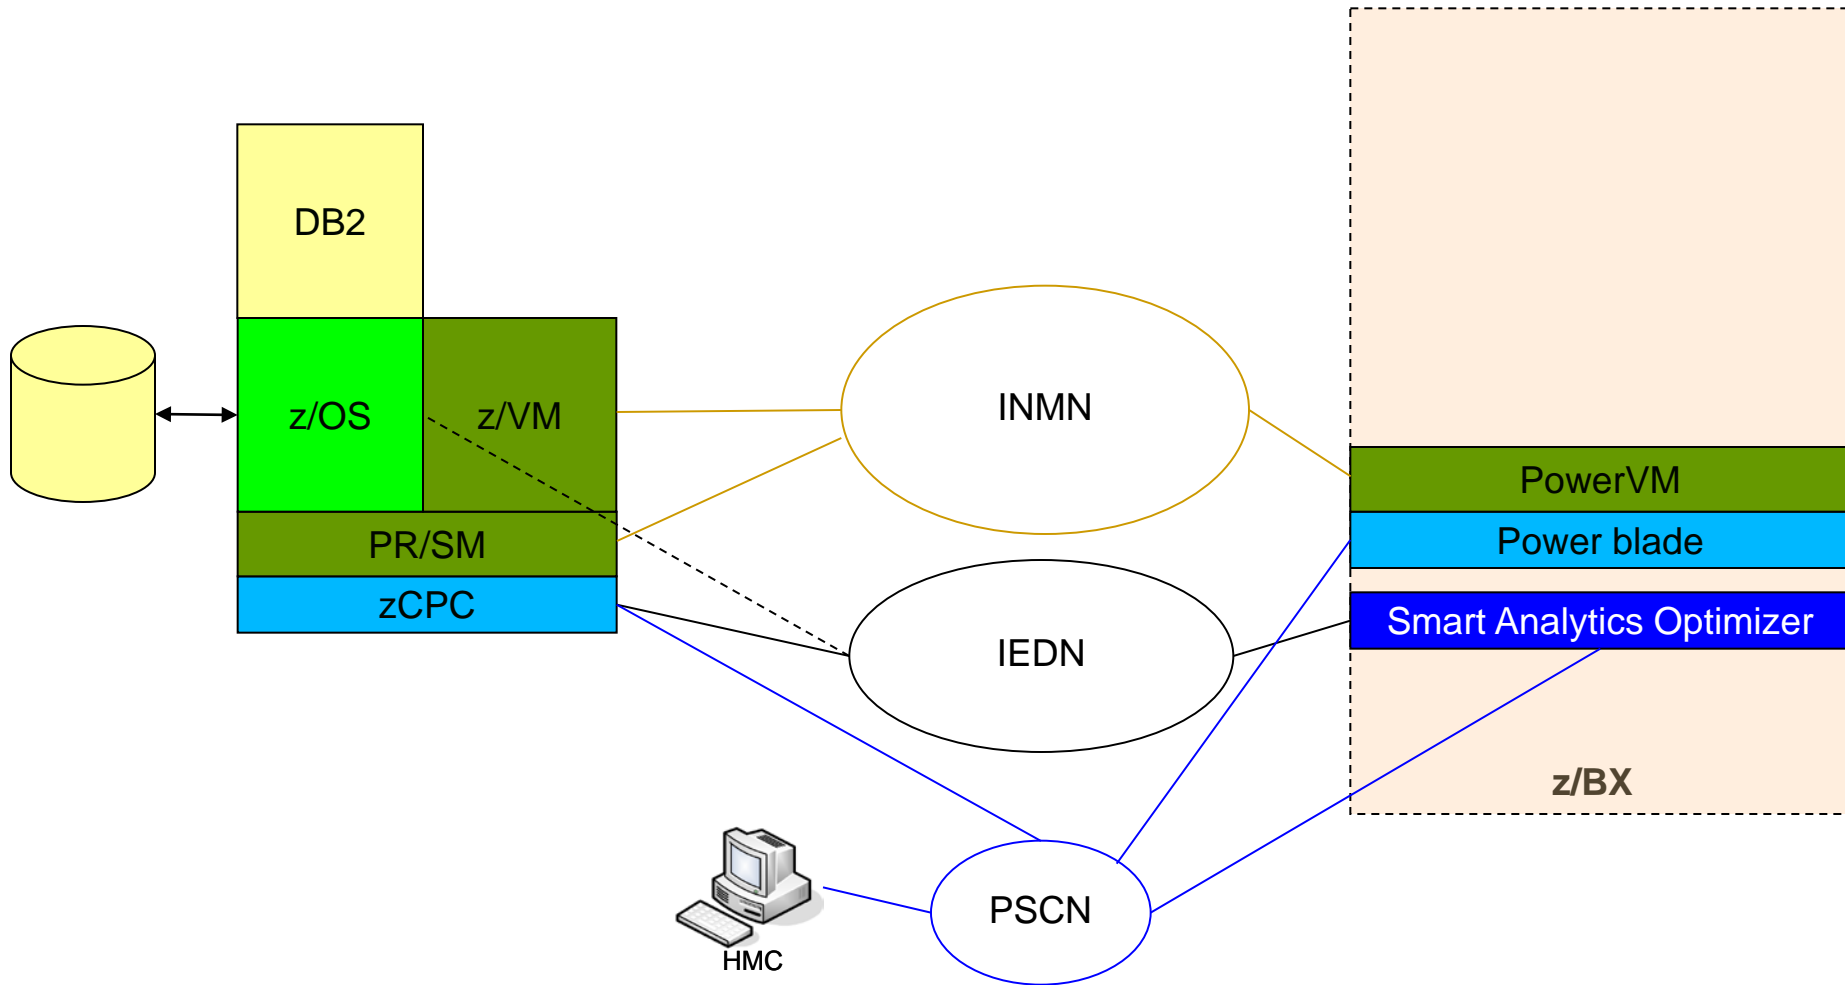 DB2
z/OS
z/VM
INMN
PowerVM
PR/SM
Power blade
zCPC
Smart Analytics Optimizer
IEDN
z/BX
PSCN
HMC